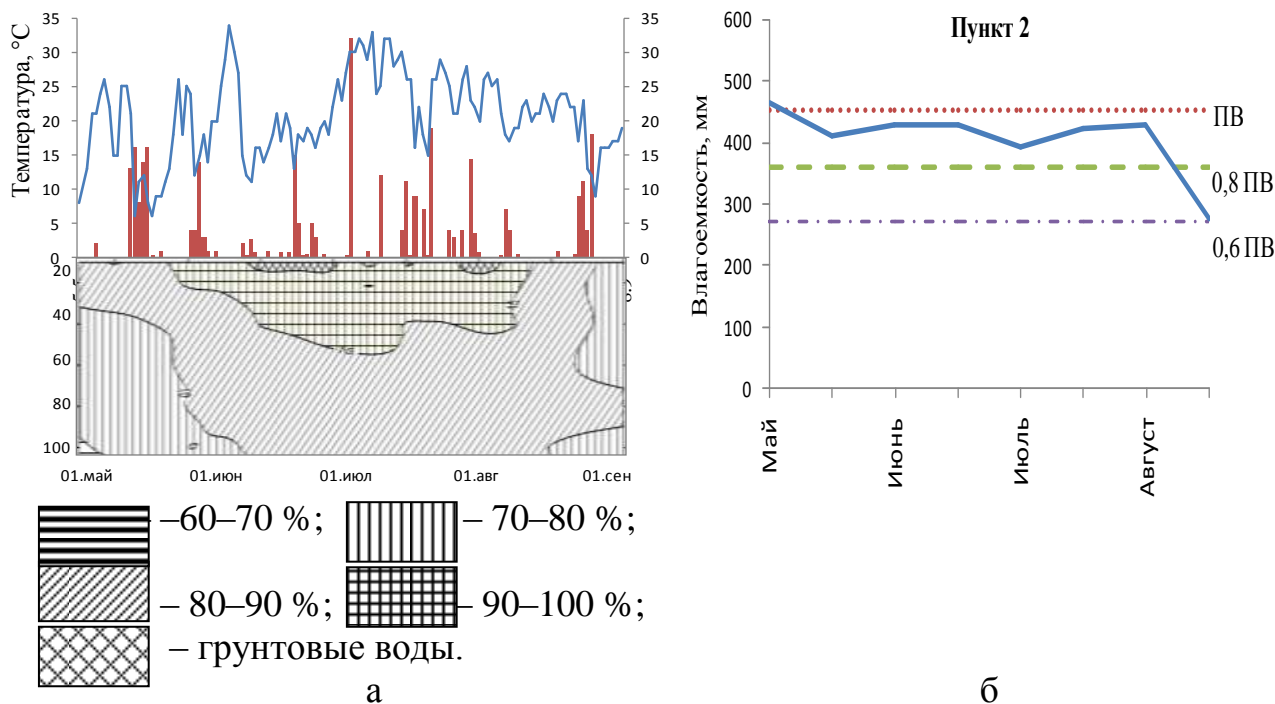 Температура, °С
35
30
25
20
15
10
5
0
35
30
25
20
15
10
5
0
20
40
60
80
100
01.май
01.июн
01.июл
01.авг
01.сен
–60–70 %;
– 70–80 %;
– 80–90 %;
– 90–100 %;
– грунтовые воды.
а
Пункт 2
Влагоемкость, мм
600
500
400
300
200
100
0
ПВ
0,8 ПВ
0,6 ПВ
Май
Июнь
Июль
Август
б